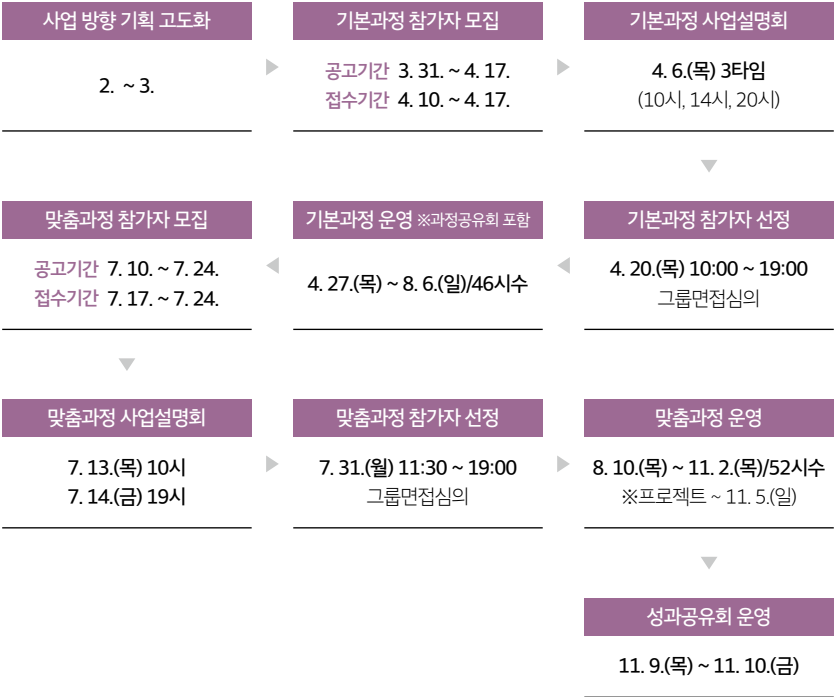 사업 방향 기획 고도화
2. ~ 3.
기본과정 참가자 모집
공고기간 3. 31. ~ 4. 17.
접수기간 4. 10. ~ 4. 17.
기본과정 사업설명회
4. 6.(목) 3타임
(10시, 14시, 20시)
기본과정 참가자 선정
4. 20.(목) 10:00 ~ 19:00
그룹면접심의
기본과정 운영 ※과정공유회 포함
4. 27.(목) ~ 8. 6.(일)/46시수
맞춤과정 참가자 모집
공고기간 7. 10. ~ 7. 24.
접수기간 7. 17. ~ 7. 24.
맞춤과정 사업설명회
7. 13.(목) 10시
7. 14.(금) 19시
맞춤과정 참가자 선정
7. 31.(월) 11:30 ~ 19:00
그룹면접심의
맞춤과정 운영
8. 10.(목) ~ 11. 2.(목)/52시수
※프로젝트 ~ 11. 5.(일)
성과공유회 운영
11. 9.(목) ~ 11. 10.(금)